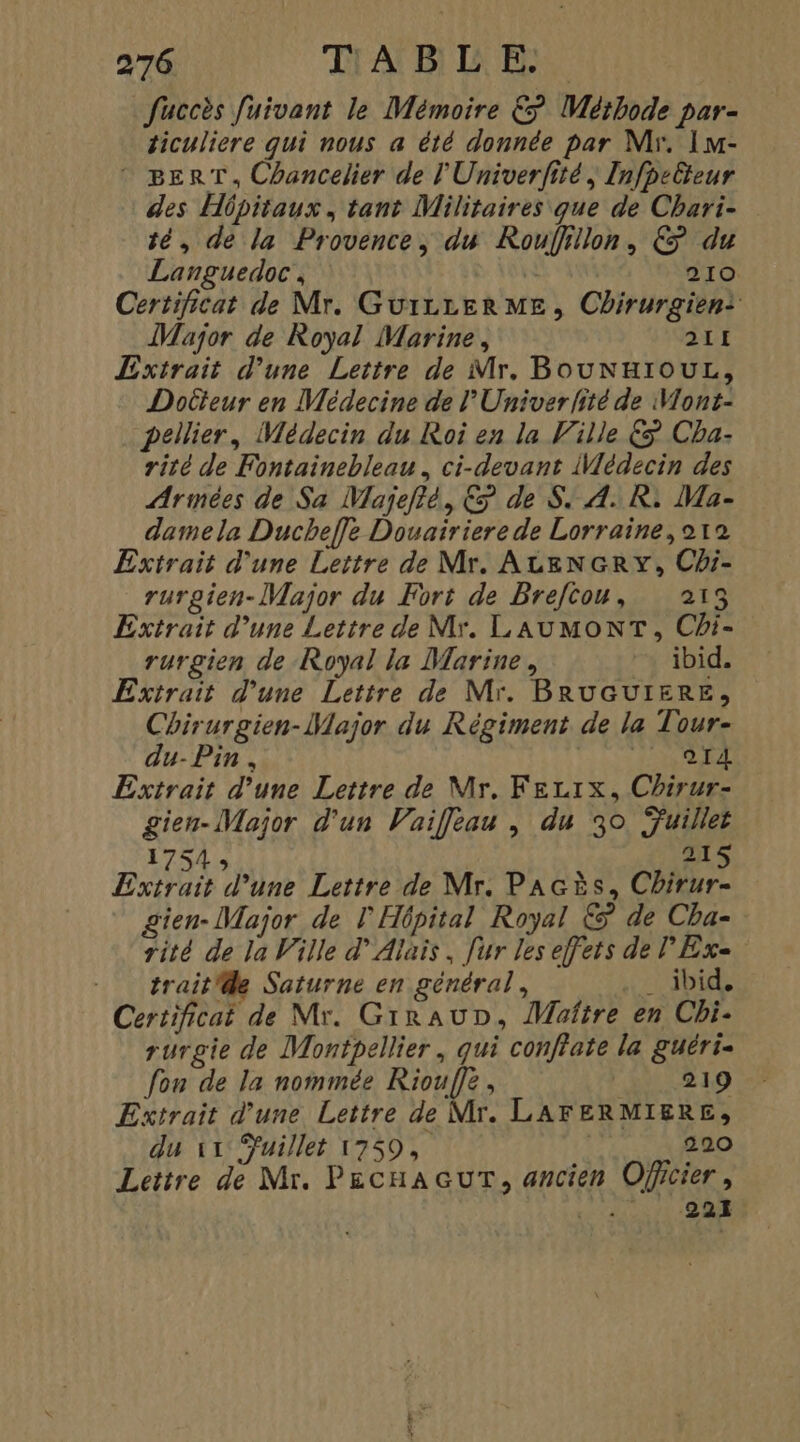 276 TABLE.
ſuccès ſuivant le Mémoire & Méthode par-
ticuliere qui nous a été donnée par Mr. IM-
BERT, Chancelier de l'Univerſité, Inſpecteur
des Hôpitaux, tant Militaires que de Chari-
té, de la Provence, du Rouſſillon, & du
Languedoc, 210
Certificat de Mr. GUILLERME, Chirurgien-
Major de Royal Marine, 211
Extrait d'une Lettre de Mr. BOUNHIOUL,
Docteur en Médecine de l'Univerſité de Mont-
pellier, Médecin du Roi en la Ville & Cha-
rité de Fontainebleau, ci-devant Médecin des
Armées de Sa Majeſté, & de S. A. R. Ma-
dame la Ducheſſe Douairiere de Lorraine, 212
Extrait d'une Lettre de Mr. ALENGRY, Chi-
rurgien-Major du Fort de Breſcou, 213
Extrait d'une Lettre de Mr. LAUMONT, Chi-
rurgien de Royal la Marine, ibid.
Extrait d'une Lettre de Mr. BRUGUIERE,
Chirurgien-Major du Régiment de la Tour-
du-Pin, 214
Extrait d'une Lettre de Mr. FELIX, Chirur-
gien-Major d'un Vaiſſeau, du 30 Juillet
1754, 215
Extrait d'une Lettre de Mr. PAGÈS, Chirur-
gien-Major de l'Hôpital Royal & de Cha-
rité de la Ville d'Alais, ſur les effets de l'Ex-
trait de Saturne en général, ibid.
Certificat de Mr. GIRAUD, Maître en Chi-
rurgie de Montpellier, qui conſtate la guéri-
ſon de la nommée Riouſſe, 219
Extrait d'une Lettre de Mr. LAFERMIERE,
du 11 Juillet 1759, 220
Lettre de Mr. PECHAGUT, ancien Officier,
221